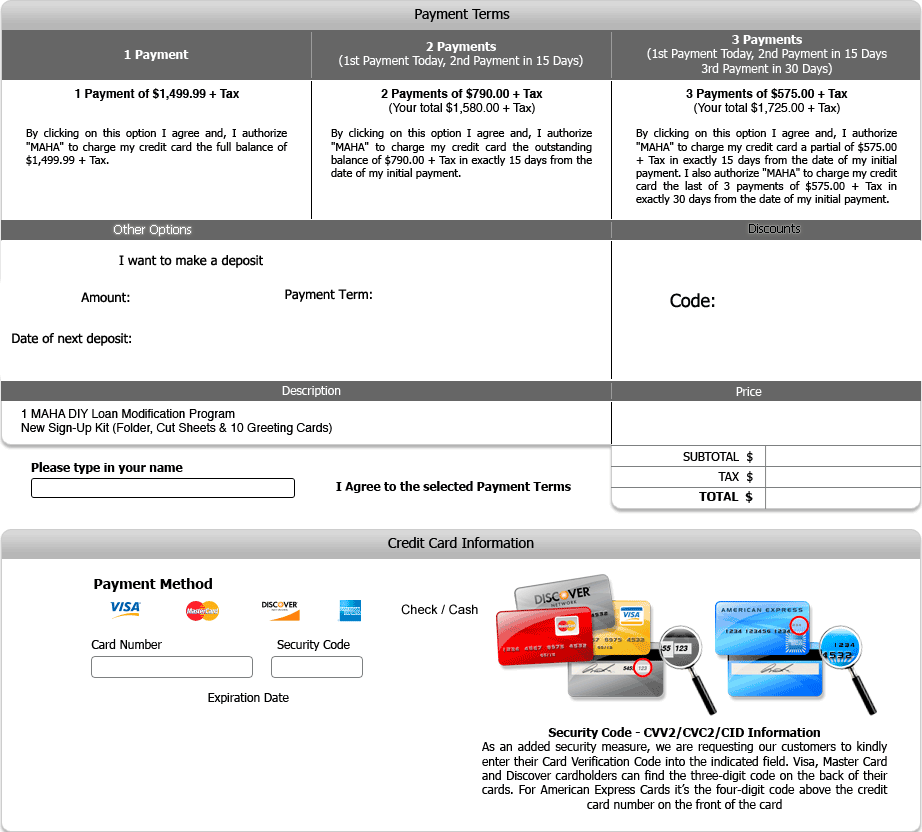 Payment Terms
1 Payment
2 Payments
(1st Payment Today, 2nd Payment in 15 Days)
3 Payments
(1st Payment Today, 2nd Payment in 15 Days
3rd Payment in 30 Days)
1 Payment of $1,499.99 + Tax
By clicking on this option I agree and, I authorize
"MAHA" to charge my credit card the full balance of
$1,499.99 + Tax.
2 Payments of $790.00 + Tax
(Your total $1,580.00 + Tax)
By clicking on this option I agree and, I authorize
"MAHA" to charge my credit card the outstanding
balance of $790.00 + Tax in exactly 15 days from the
date of my initial payment.
3 Payments of $575.00 + Tax
(Your total $1,725.00 + Tax)
By clicking on this option I agree and, I authorize
"MAHA" to charge my credit card a partial of $575.00
+ Tax in exactly 15 days from the date of my initial
payment. I also authorize "MAHA" to charge my credit
card the last of 3 payments of $575.00 + Tax in
exactly 30 days from the date of my initial payment.
Other Options
Discounts
I want to make a deposit
Amount:
Payment Term:
Code:
Date of next deposit:
Description
Price
1 MAHA DIY Loan Modification Program
New Sign-Up Kit (Folder, Cut Sheets & 10 Greeting Cards)
SUBTOTAL $
TAX $
TOTAL $
Please type in your name
I Agree to the selected Payment Terms
Credit Card Information
Payment Method
VISA
MasterCard
DISCOVER
Check / Cash
Card Number
Security Code
Expiration Date
DISCOVER
NETWORK
VISA
AMERICAN EXPRESS
123
123
Security Code - CVV2/CVC2/CID Information
As an added security measure, we are requesting our customers to kindly
enter their Card Verification Code into the indicated field. Visa, Master Card
and Discover cardholders can find the three-digit code on the back of their
cards. For American Express Cards it's the four-digit code above the credit
card number on the front of the card